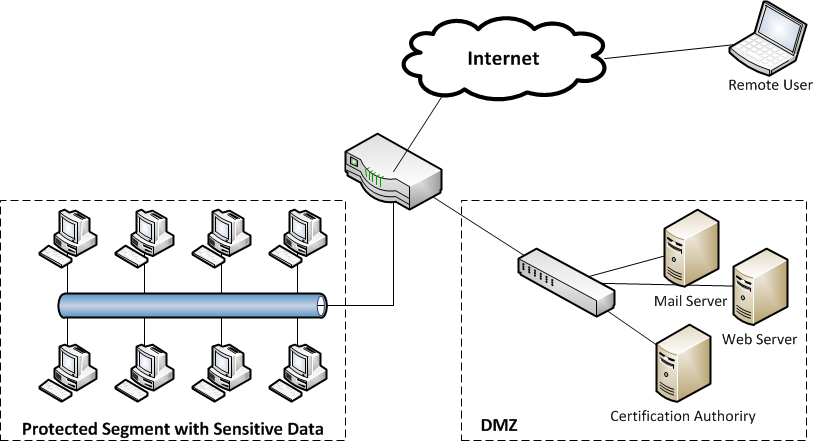 Internet
Remote User
Mail Server
Web Server
Certification Authoriry
Protected Segment with Sensitive Data
DMZ